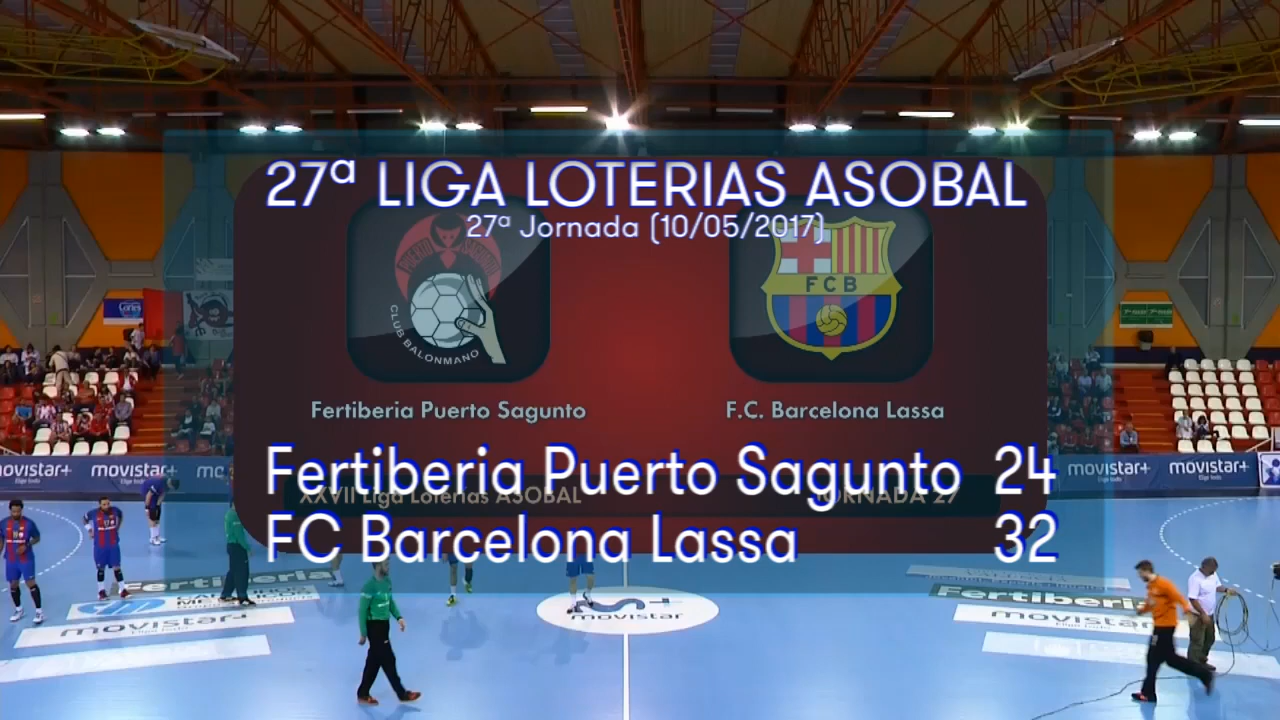 27ª LIGA LOTERIAS ASOBAL
27ª Jornada (10/05/2017)
PUERTO SAGUNTO
CLUB BALONMANO
FCB
Fertiberia Puerto Sagunto
F.C. Barcelona Lassa
Fertiberia Puerto Sagunto 24
XXVII Liga Loterias ASOBAL
JORNADA 27
FC Barcelona Lassa 32
movistar+
movistar+
movistar+
movistar+
Fertiberia
movistar+
movistar
Fertiberia
movistar+